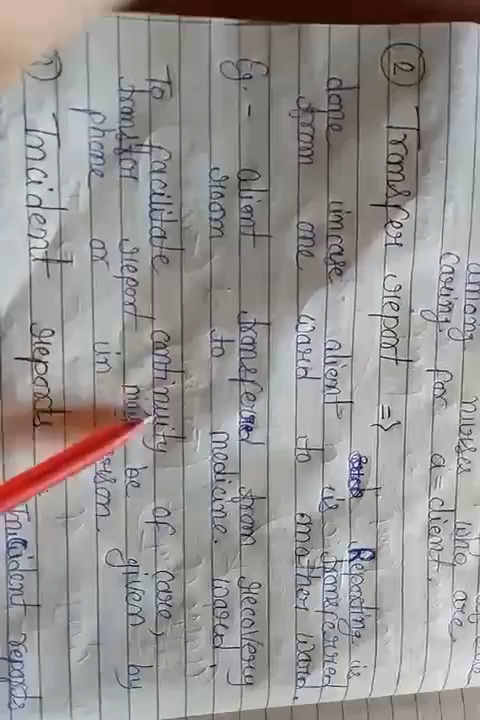 among nurses who are
caring for a client.
② Transfer report ⇒ Reporting is
done incase client is transferred
from one ward to another ward.
Eg. - client transferred from recovery
room to medicine ward.
To facilitate continuity of care,
transfer report may be given by
phone or in person.
Incident reports Incident reports